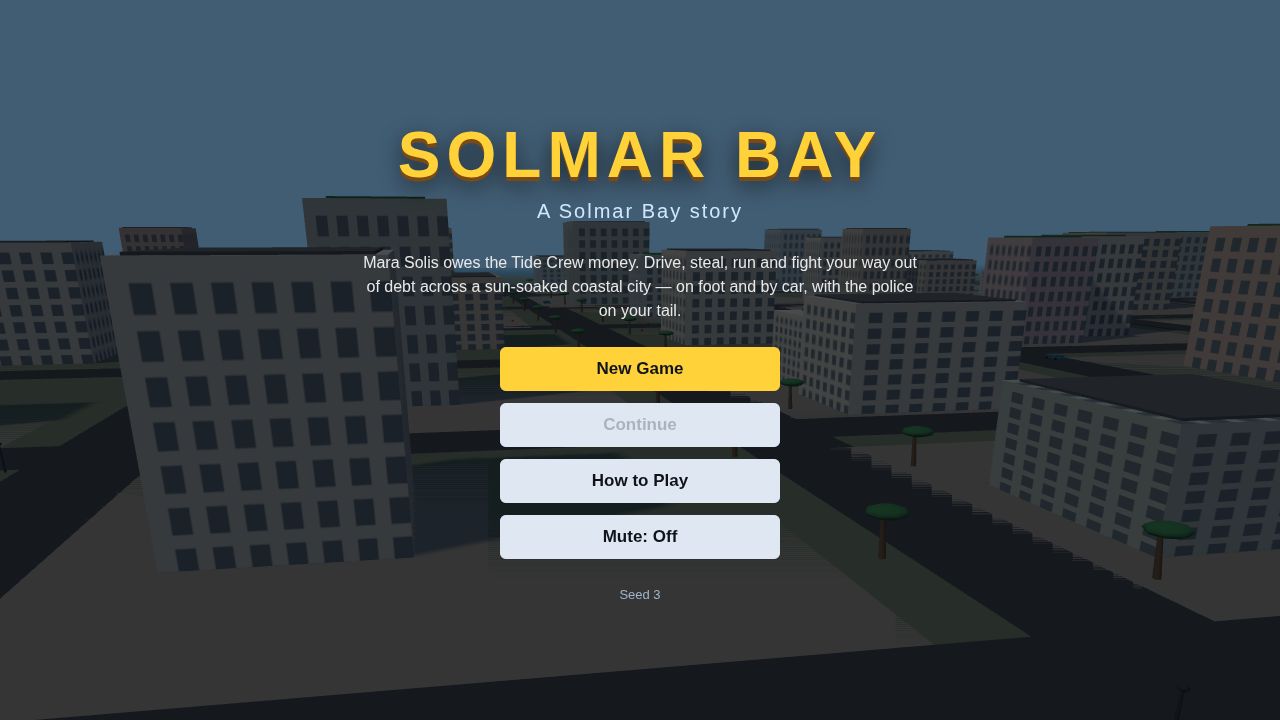 SOLMAR BAY
A Solmar Bay story
Mara Solis owes the Tide Crew money. Drive, steal, run and fight your way out
of debt across a sun-soaked coastal city — on foot and by car, with the police
on your tail.
New Game
Continue
How to Play
Mute: Off
Seed 3